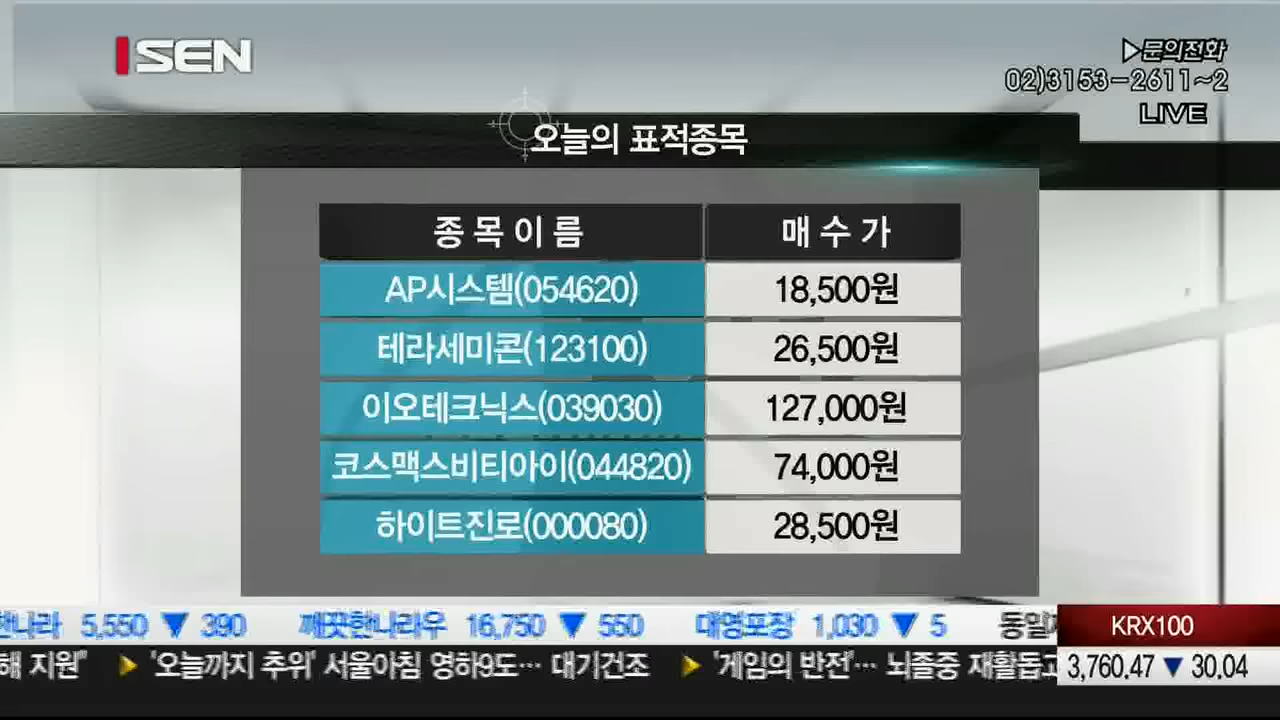 SEN
▶문의전화
02)3153-2611~2
LIVE
오늘의 표적종목
종목이름 매수가
AP시스템(054620) 18,500원
테라세미콘(123100) 26,500원
이오테크닉스(039030) 127,000원
코스맥스비티아이(044820) 74,000원
하이트진로(000080) 28,500원
한나라 5,550 ▼ 390 깨끗한나라우 16,750 ▼ 550 대영포장 1,030 ▼ 5 동일
KRX100
해 지원" ▶ '오늘까지 추위' 서울아침 영하9도… 대기건조 ▶ '게임의 반전'… 뇌졸중 재활돕
3,760.47 ▼ 30.04